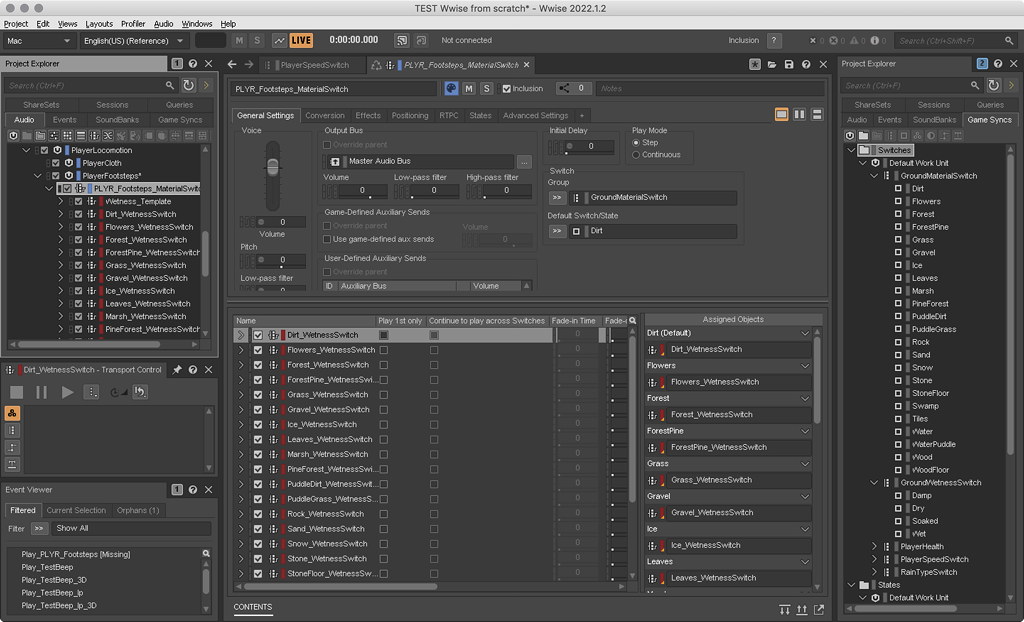 TEST Wwise from scratch* - Wwise 2022.1.2
Project Edit Views Layouts Profiler Audio Windows Help
Mac English(US) (Reference) M S LIVE 0:00:00.000 Not connected Inclusion ? 0 0 0 Search (Ctrl+Shift+F)
Project Explorer 1
Search (Ctrl+F)
ShareSets Sessions Queries
Audio Events SoundBanks Game Syncs
PlayerLocomotion
PlayerCloth
PlayerFootsteps*
PLYR_Footsteps_MaterialSwitc
Wetness_Template
Dirt_WetnessSwitch
Flowers_WetnessSwitch
Forest_WetnessSwitch
ForestPine_WetnessSwitch
Grass_WetnessSwitch
Gravel_WetnessSwitch
Ice_WetnessSwitch
Leaves_WetnessSwitch
Marsh_WetnessSwitch
PineForest_WetnessSwitch
Dirt_WetnessSwitch - Transport Control
Event Viewer 1
Filtered Current Selection Orphans (1)
Filter >> Show All
Play_PLYR_Footsteps [Missing]
Play_TestBeep
Play_TestBeep_3D
Play_TestBeep_lp
Play_TestBeep_lp_3D
PlayerSpeedSwitch PLYR_Footsteps_MaterialSwitch
PLYR_Footsteps_MaterialSwitch M S Inclusion 0 Notes
General Settings Conversion Effects Positioning RTPC States Advanced Settings +
Voice
0
Volume
Pitch
0
Low-pass filter
0
Output Bus
Override parent
Master Audio Bus ...
Volume Low-pass filter High-pass filter
0 0 0
Game-Defined Auxiliary Sends
Override parent Volume
Use game-defined aux sends 0
User-Defined Auxiliary Sends
Override parent
ID Auxiliary Bus Volume
Initial Delay
0
Play Mode
Step
Continuous
Switch
Group
>> GroundMaterialSwitch
Default Switch/State
>> Dirt
Name Play 1st only Continue to play across Switches Fade-in Time Fade-
Dirt_WetnessSwitch 0
Flowers_WetnessSwitch 0
Forest_WetnessSwitch 0
ForestPine_WetnessSwi... 0
Grass_WetnessSwitch 0
Gravel_WetnessSwitch 0
Ice_WetnessSwitch 0
Leaves_WetnessSwitch 0
Marsh_WetnessSwitch 0
PineForest_WetnessSwi... 0
PuddleDirt_WetnessSwit... 0
PuddleGrass_WetnessS... 0
Rock_WetnessSwitch 0
Sand_WetnessSwitch 0
Snow_WetnessSwitch 0
Stone_WetnessSwitch 0
StoneFloor_WetnessSw... 0
CONTENTS
Assigned Objects
Dirt (Default)
Dirt_WetnessSwitch
Flowers
Flowers_WetnessSwitch
Forest
Forest_WetnessSwitch
ForestPine
ForestPine_WetnessSwitch
Grass
Grass_WetnessSwitch
Gravel
Gravel_WetnessSwitch
Ice
Ice_WetnessSwitch
Leaves
Leaves_WetnessSwitch
Project Explorer 2
Search (Ctrl+F)
ShareSets Sessions Queries
Audio Events SoundBanks Game Syncs
Switches
Default Work Unit
GroundMaterialSwitch
Dirt
Flowers
Forest
ForestPine
Grass
Gravel
Ice
Leaves
Marsh
PineForest
PuddleDirt
PuddleGrass
Rock
Sand
Snow
Stone
StoneFloor
Swamp
Tiles
Water
WaterPuddle
Wood
WoodFloor
GroundWetnessSwitch
Damp
Dry
Soaked
Wet
PlayerHealth
PlayerSpeedSwitch
RainTypeSwitch
States
Default Work Unit